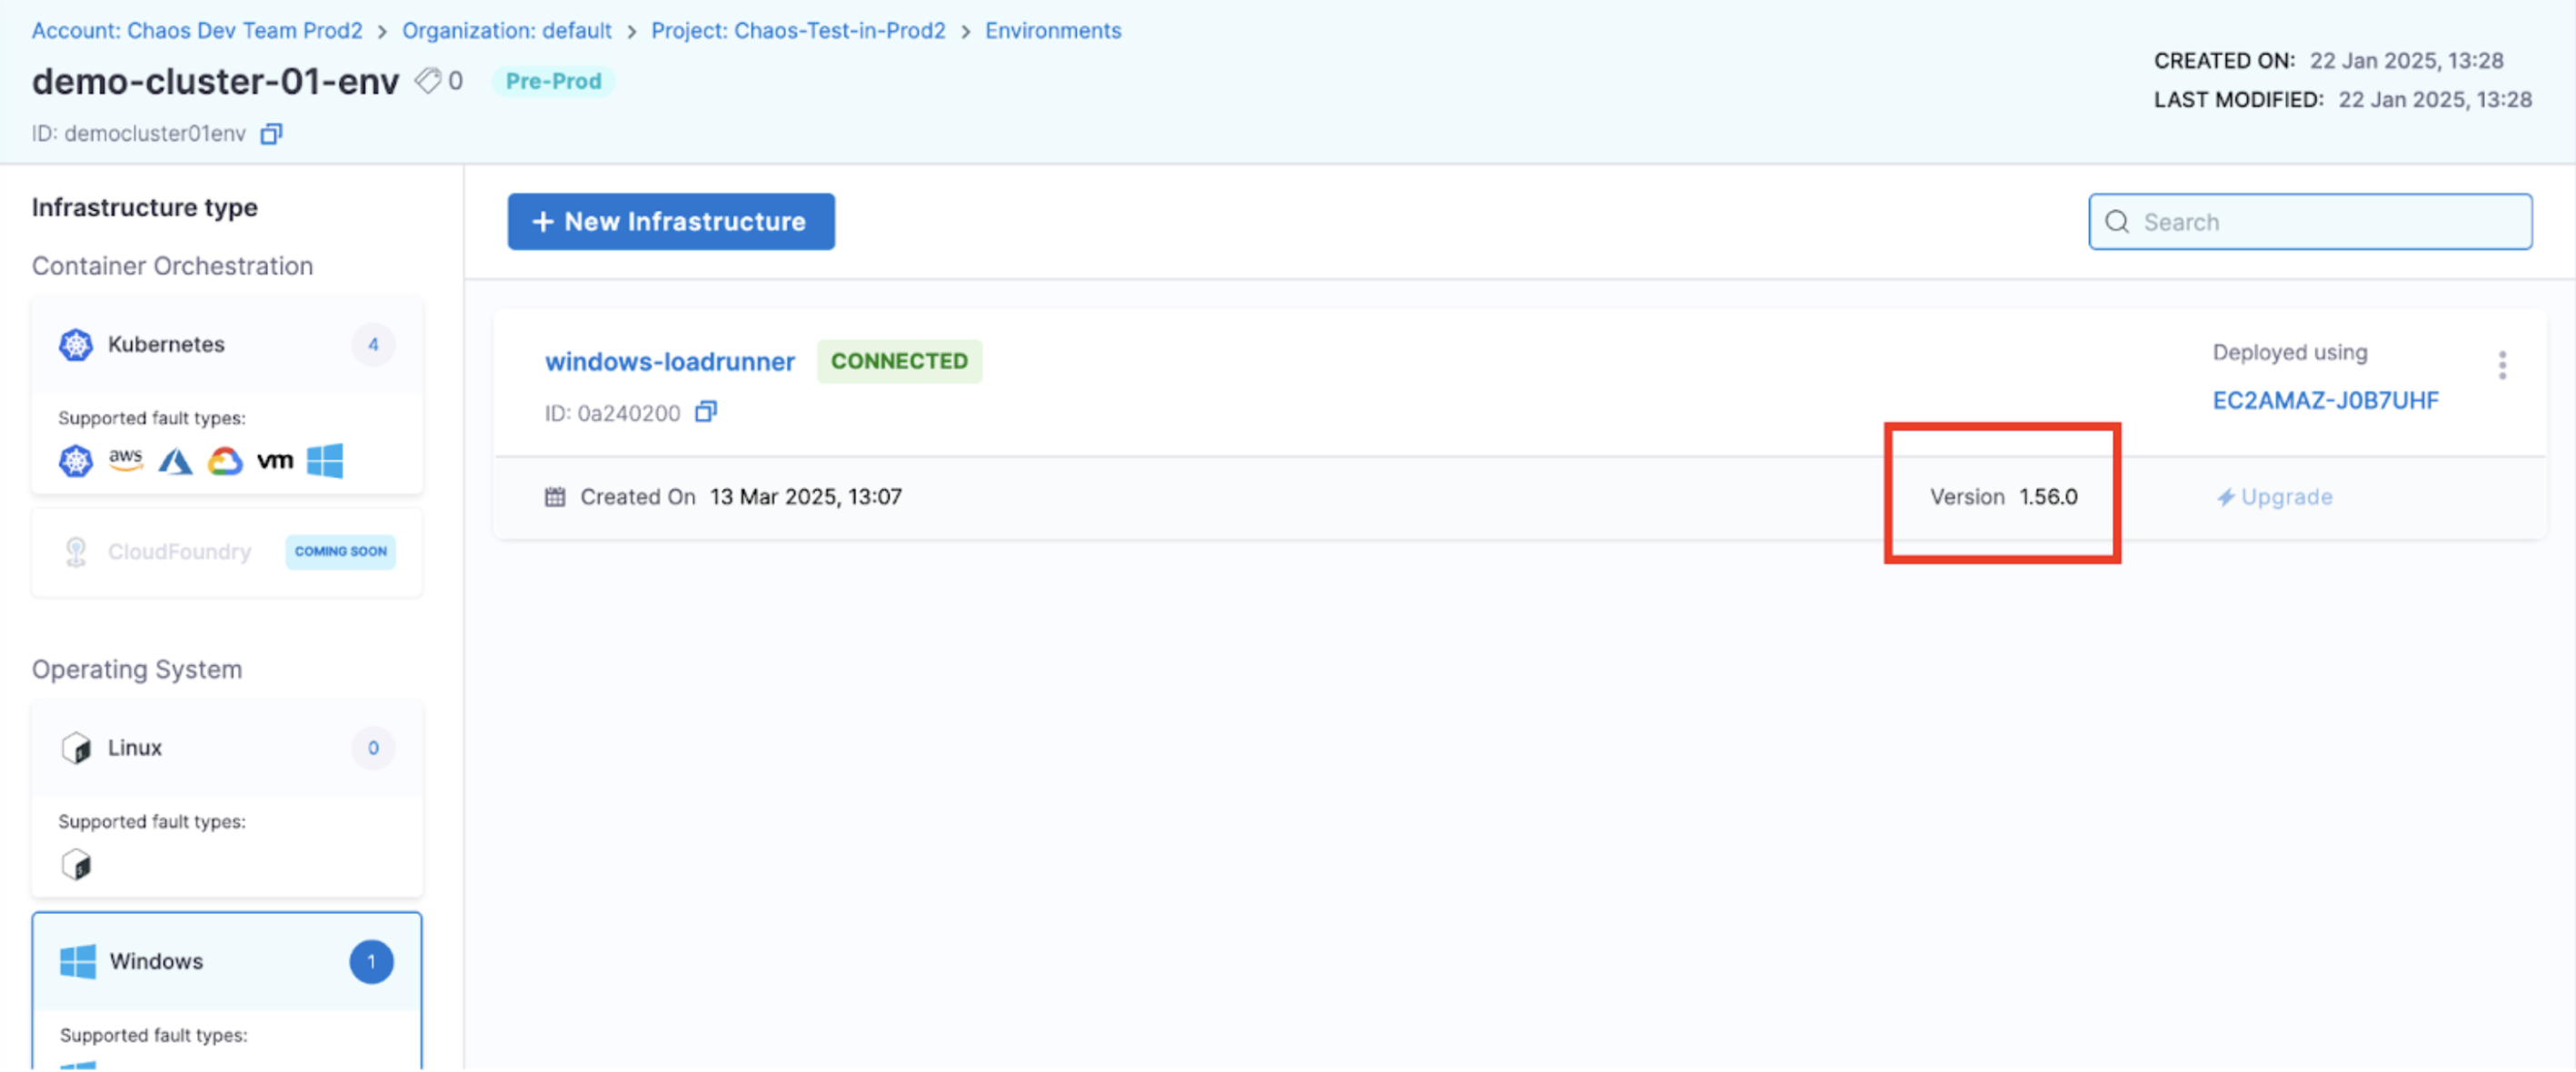 Account: Chaos Dev Team Prod2 > Organization: default > Project: Chaos-Test-in-Prod2 > Environments
demo-cluster-01-env 0 Pre-Prod
ID: democluster01env
CREATED ON: 22 Jan 2025, 13:28
LAST MODIFIED: 22 Jan 2025, 13:28
Infrastructure type
Container Orchestration
Kubernetes 4
Supported fault types:
aws vm
CloudFoundry COMING SOON
Operating System
Linux 0
Supported fault types:
Windows 1
Supported fault types:
+ New Infrastructure
Search
windows-loadrunner CONNECTED
ID: 0a240200
Deployed using
EC2AMAZ-J0B7UHF
Created On 13 Mar 2025, 13:07
Version 1.56.0
Upgrade